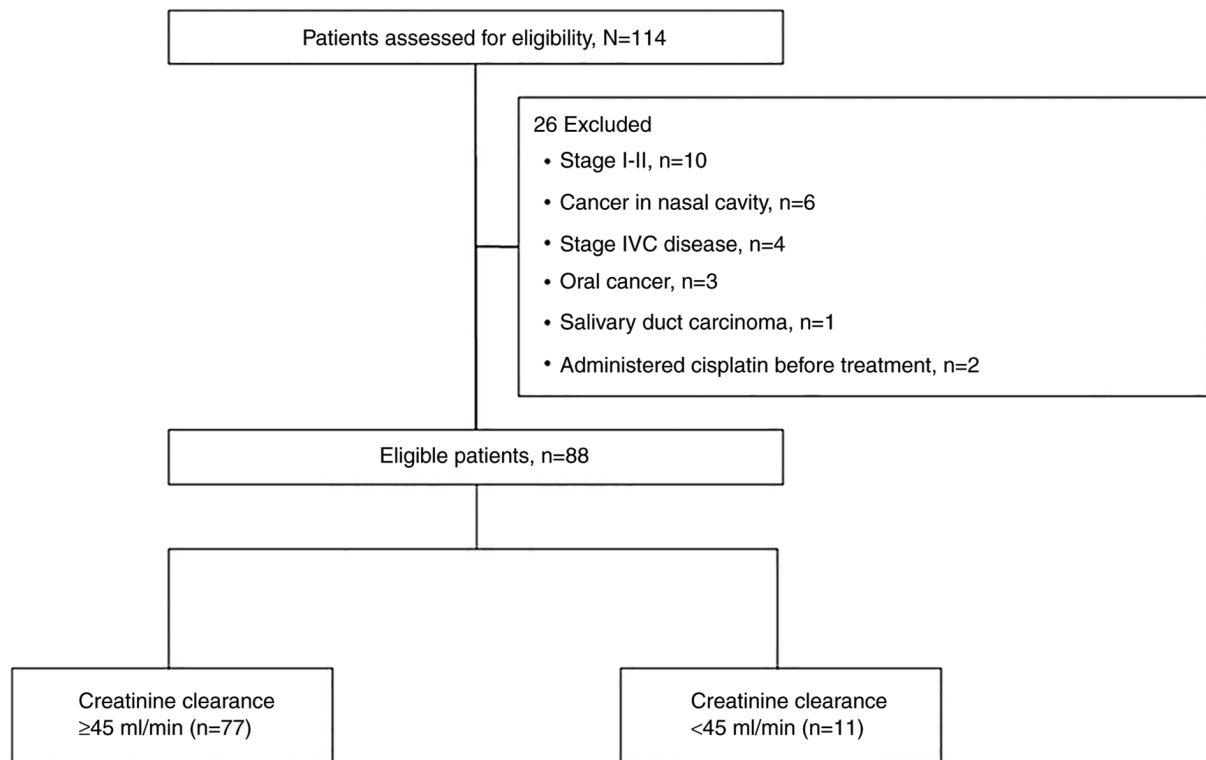 Patients assessed for eligibility, N=114
26 Excluded
• Stage I-II, n=10
• Cancer in nasal cavity, n=6
• Stage IVC disease, n=4
• Oral cancer, n=3
• Salivary duct carcinoma, n=1
• Administered cisplatin before treatment, n=2
Eligible patients, n=88
Creatinine clearance
≥45 ml/min (n=77)
Creatinine clearance
<45 ml/min (n=11)